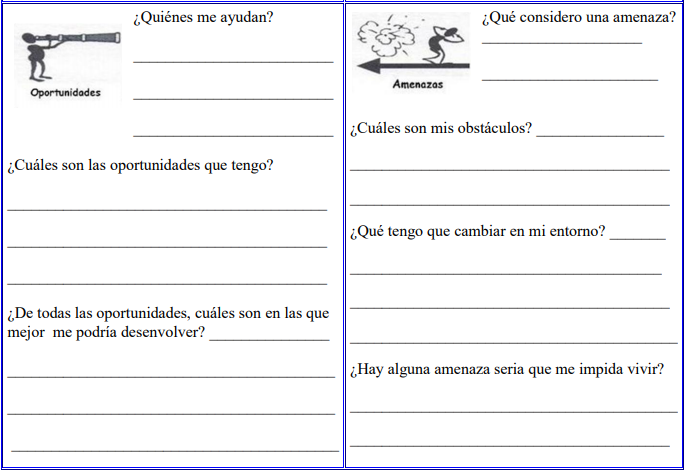 ¿Quiénes me ayudan?
Oportunidades
¿Cuáles son las oportunidades que tengo?
¿De todas las oportunidades, cuáles son en las que
mejor me podría desenvolver?
¿Qué considero una amenaza?
Amenazas
¿Cuáles son mis obstáculos?
¿Qué tengo que cambiar en mi entorno?
¿Hay alguna amenaza seria que me impida vivir?